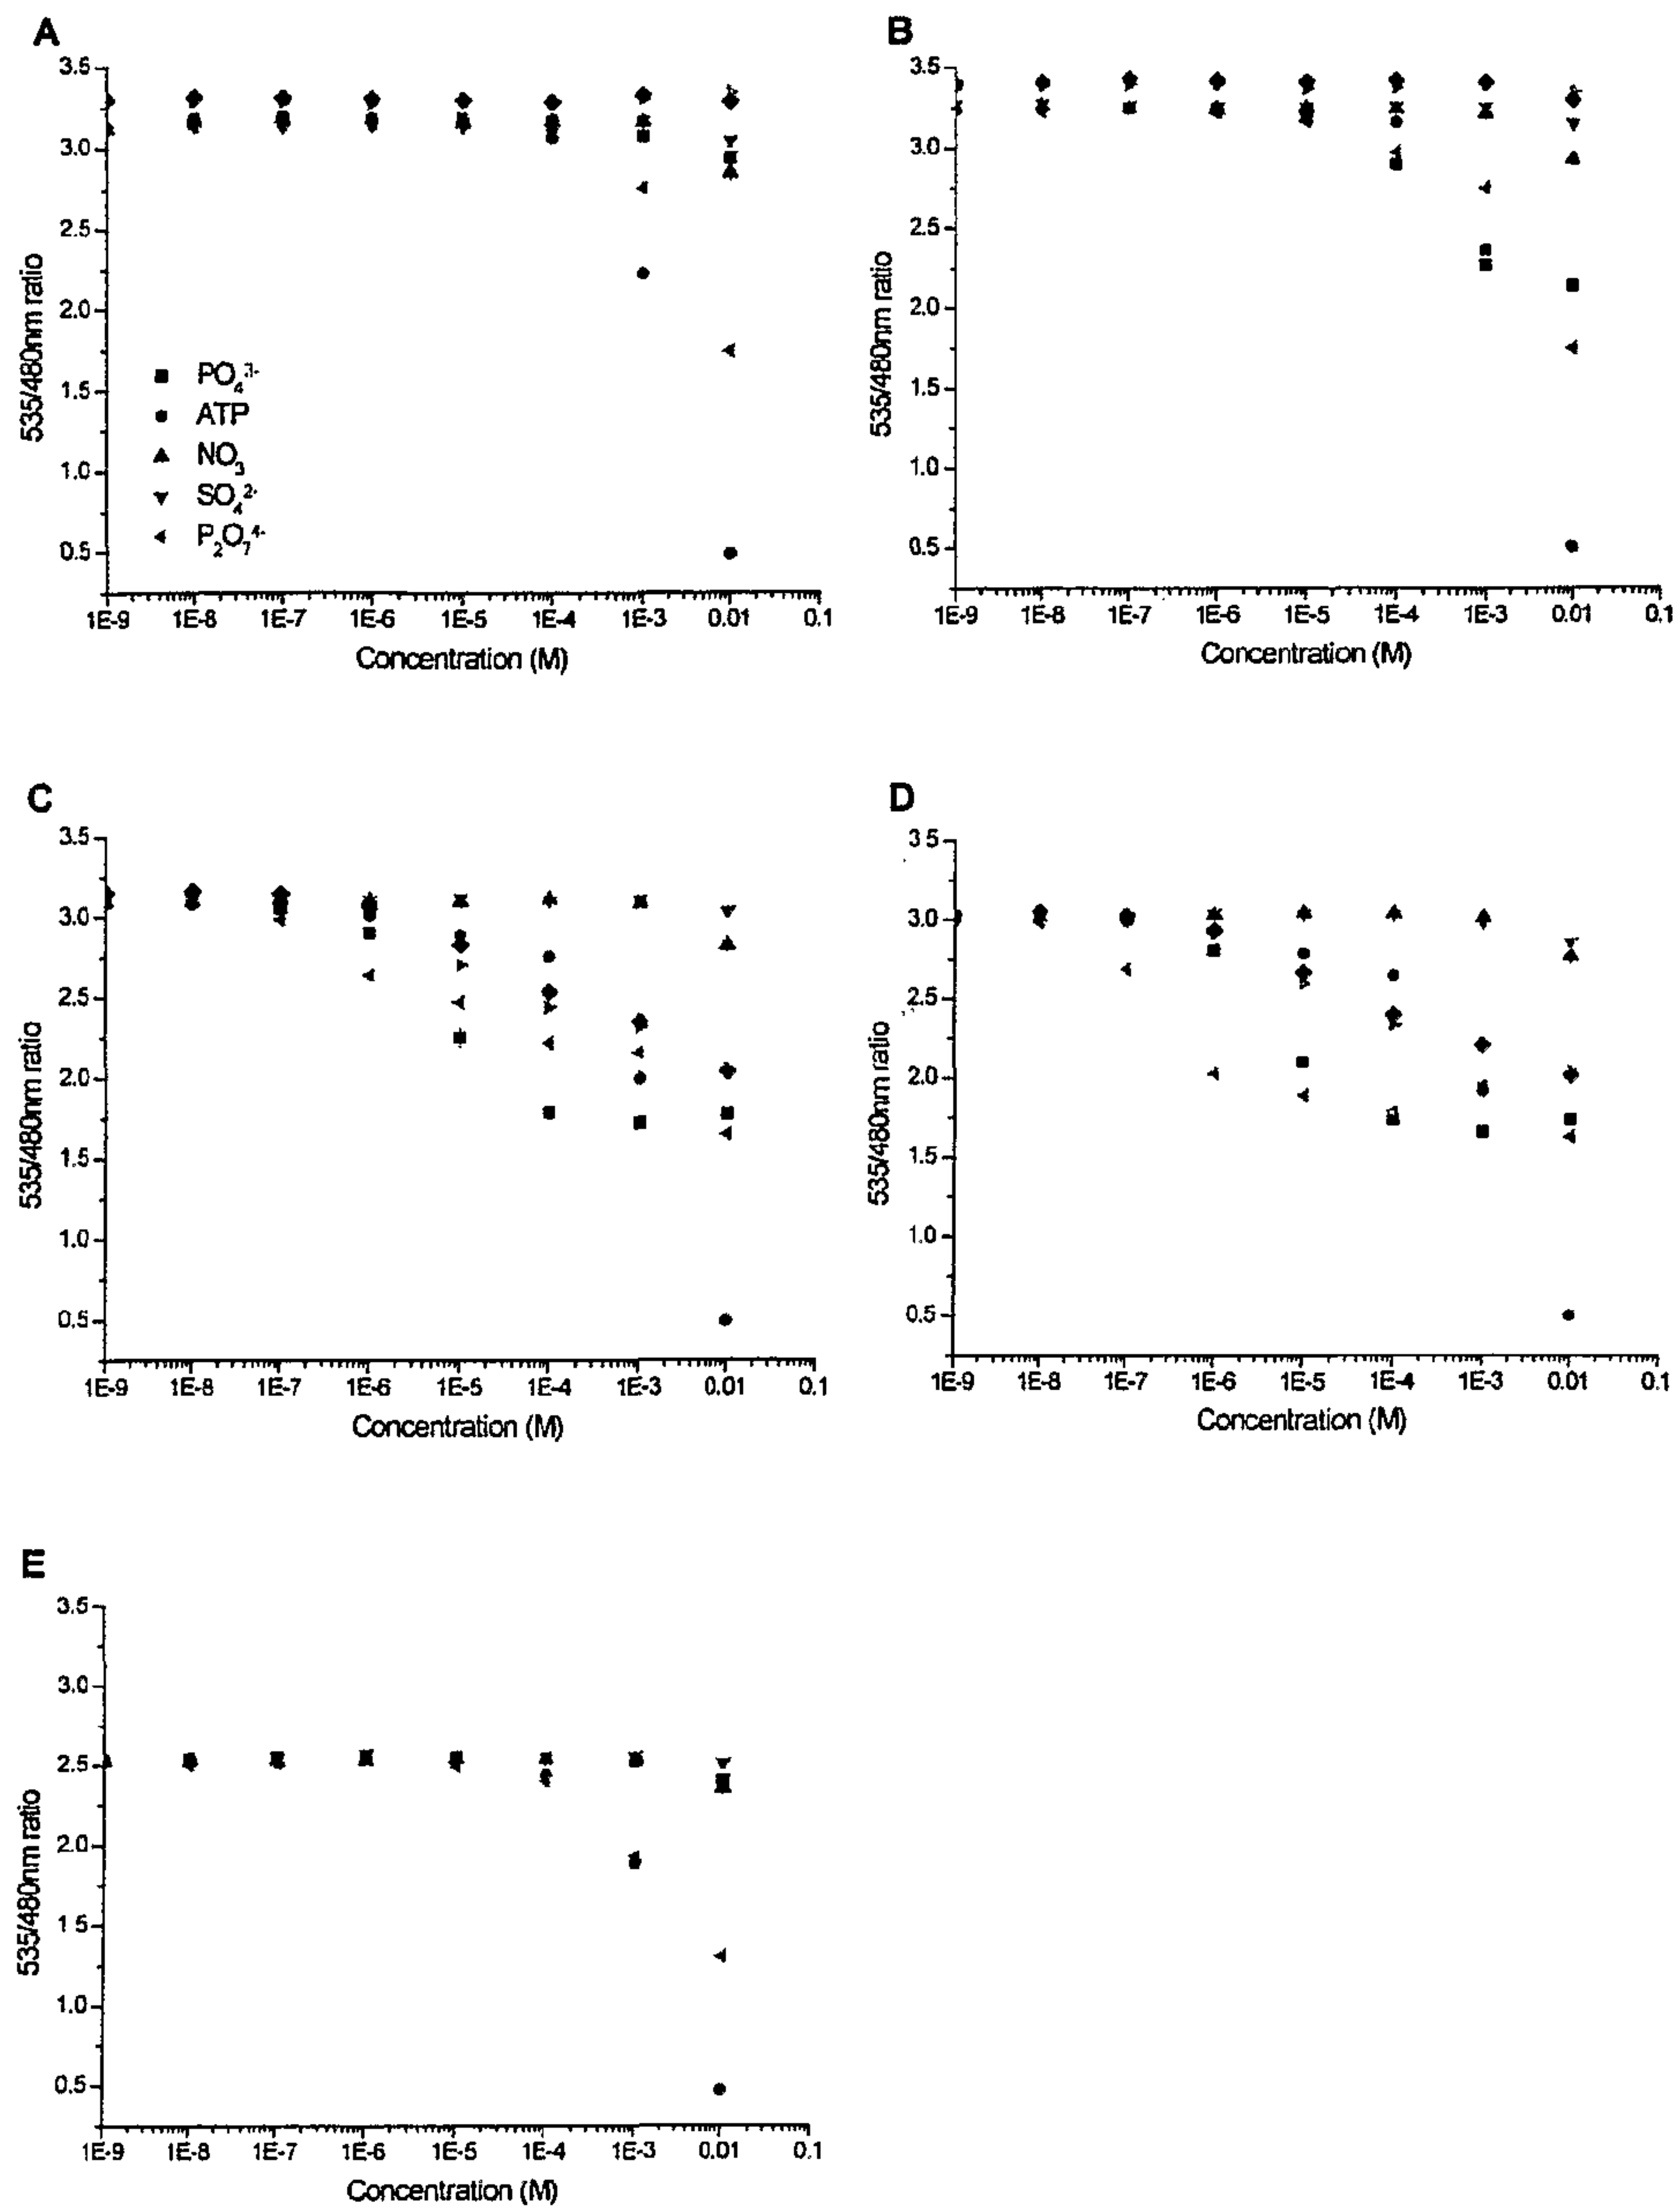 A
3.5
3.0
2.5
2.0
1.5
1.0
0.5
535/480nm ratio
PO₄³⁻
ATP
NO₃
SO₄²⁻
P₂O₇⁴⁻
1E-9 1E-8 1E-7 1E-6 1E-5 1E-4 1E-3 0.01 0.1
Concentration (M)
B
3.5
3.0
2.5
2.0
1.5
1.0
0.5
535/480nm ratio
1E-9 1E-8 1E-7 1E-6 1E-5 1E-4 1E-3 0.01 0.1
Concentration (M)
C
3.5
3.0
2.5
2.0
1.5
1.0
0.5
535/480nm ratio
1E-9 1E-8 1E-7 1E-6 1E-5 1E-4 1E-3 0.01 0.1
Concentration (M)
D
3 5
3.0
2.5
2.0
1.5
1.0
0.5
535/480nm ratio
1E-9 1E-8 1E-7 1E-6 1E-5 1E-4 1E-3 0.01 0.1
Concentration (M)
E
3.5
3.0
2.5
2.0
1 5
1.0
0.5
535/480nm ratio
1E-9 1E-8 1E-7 1E-6 1E-5 1E-4 1E-3 0.01 0.1
Concentration (M)